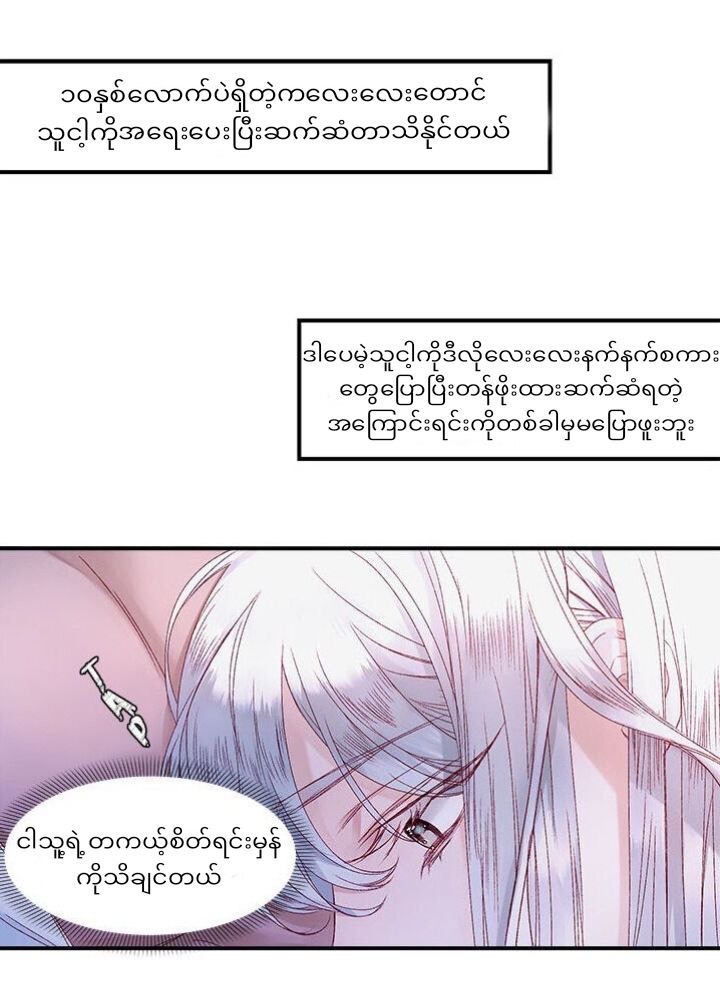 ၁၀နှစ်လောက်ပဲရှိတဲ့ကလေးလေးတောင်
သူငါ့ကိုအရေးပေးပြီးဆက်ဆံတာသိနိုင်တယ်
ဒါပေမဲ့သူငါ့ကိုဒီလိုလေးလေးနက်နက်စကား
တွေပြောပြီးတန်ဖိုးထားဆက်ဆံရတဲ့
အကြောင်းရင်းကိုတစ်ခါမှမပြောဖူးဘူး
T.A.P.
ငါသူ့ရဲ့တကယ့်စိတ်ရင်းမှန်
ကိုသိချင်တယ်